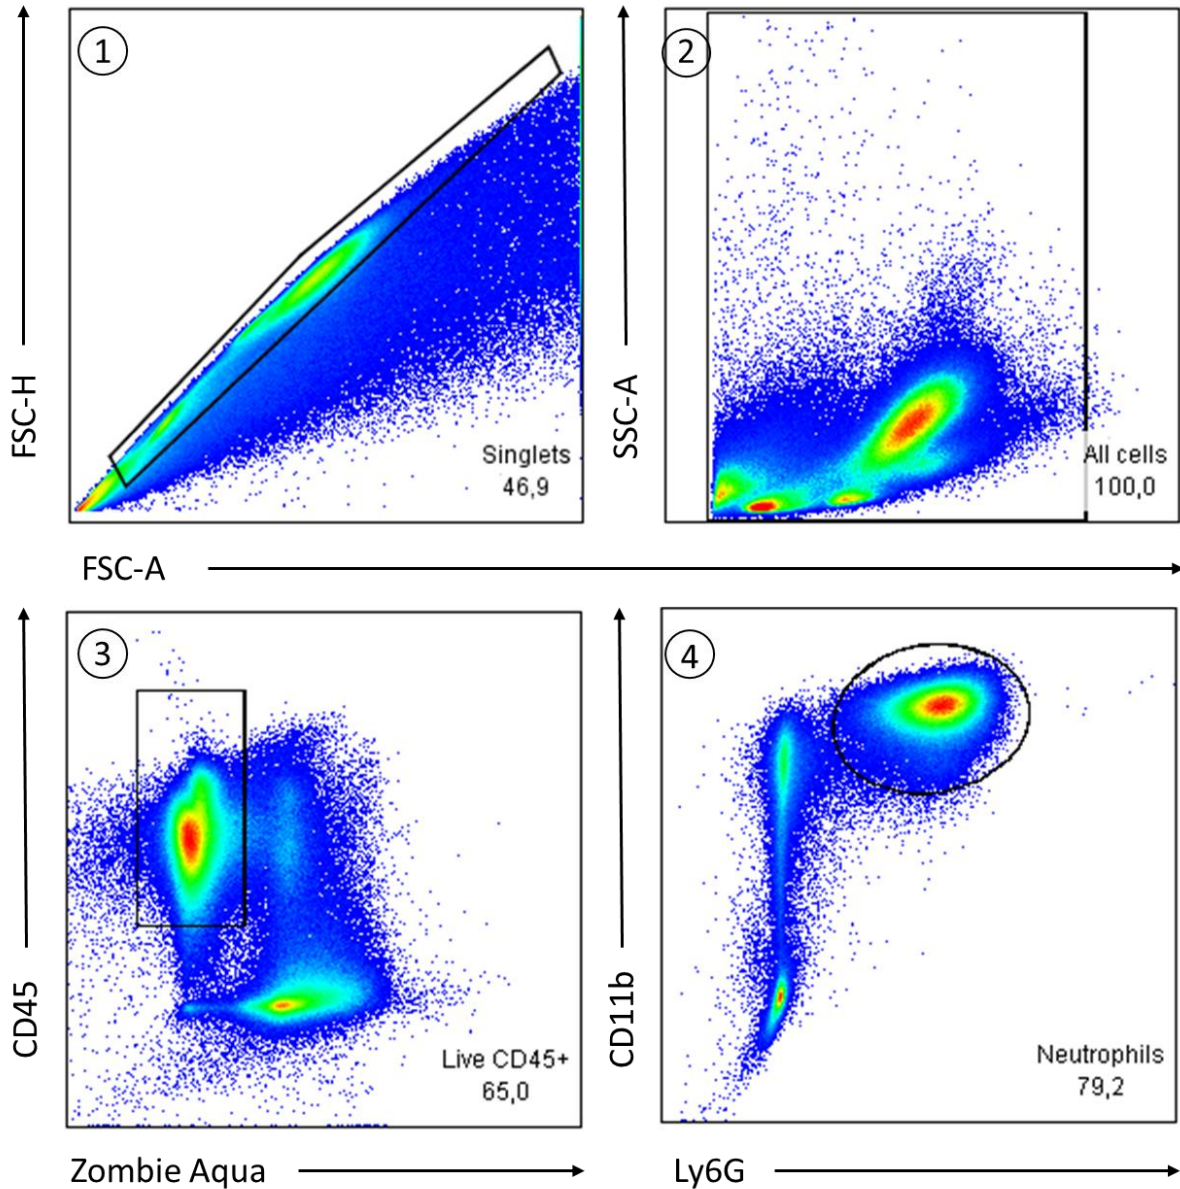 1
2
FSC-H
SSC-A
Singlets
46,9
All cells
100,0
FSC-A
3
4
CD45
CD11b
Live CD45+
65,0
Neutrophils
79,2
Zombie Aqua
Ly6G